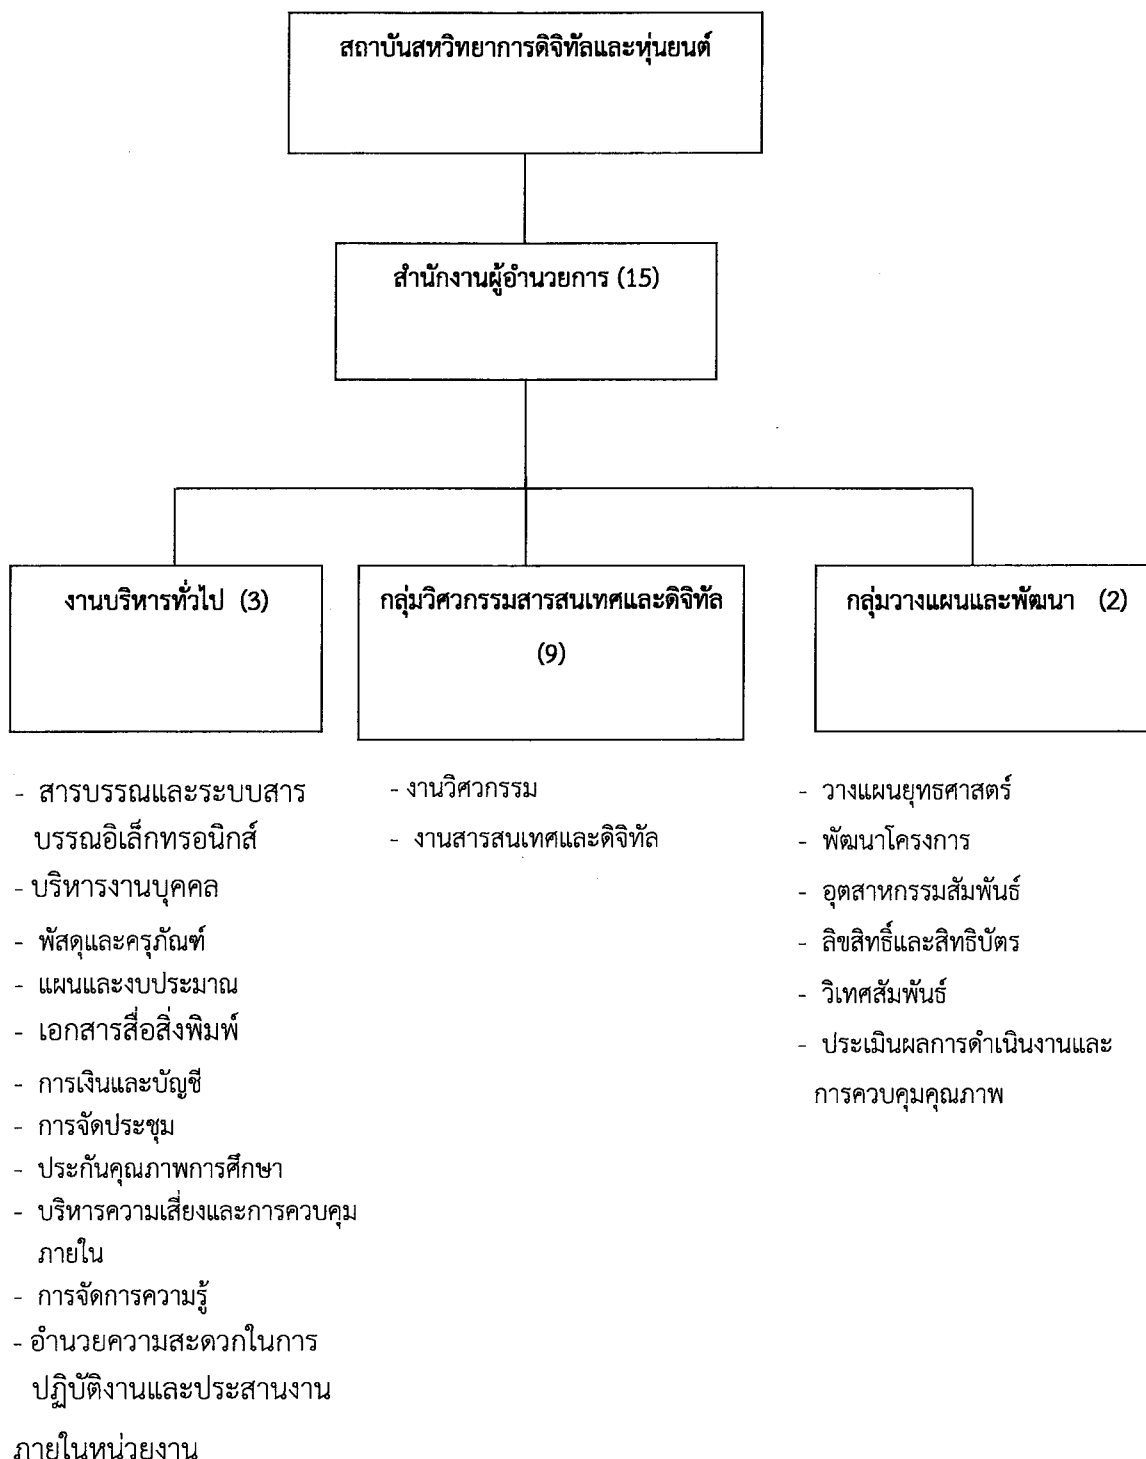 สถาบันสหวิทยาการดิจิทัลและหุ่นยนต์
สำนักงานผู้อำนวยการ (15)
งานบริหารทั่วไป (3)
กลุ่มวิศวกรรมสารสนเทศและดิจิทัล
(9)
กลุ่มวางแผนและพัฒนา (2)
- สารบรรณและระบบสาร
บรรณอิเล็กทรอนิกส์
- บริหารงานบุคคล
- พัสดุและครุภัณฑ์
- แผนและงบประมาณ
- เอกสารสื่อสิ่งพิมพ์
- การเงินและบัญชี
- การจัดประชุม
- ประกันคุณภาพการศึกษา
- บริหารความเสี่ยงและการควบคุม
ภายใน
- การจัดการความรู้
- อำนวยความสะดวกในการ
ปฏิบัติงานและประสานงาน
ภายในหน่วยงาน
- งานวิศวกรรม
- งานสารสนเทศและดิจิทัล
- วางแผนยุทธศาสตร์
- พัฒนาโครงการ
- อุตสาหกรรมสัมพันธ์
- ลิขสิทธิ์และสิทธิบัตร
- วิเทศสัมพันธ์
- ประเมินผลการดำเนินงานและ
การควบคุมคุณภาพ